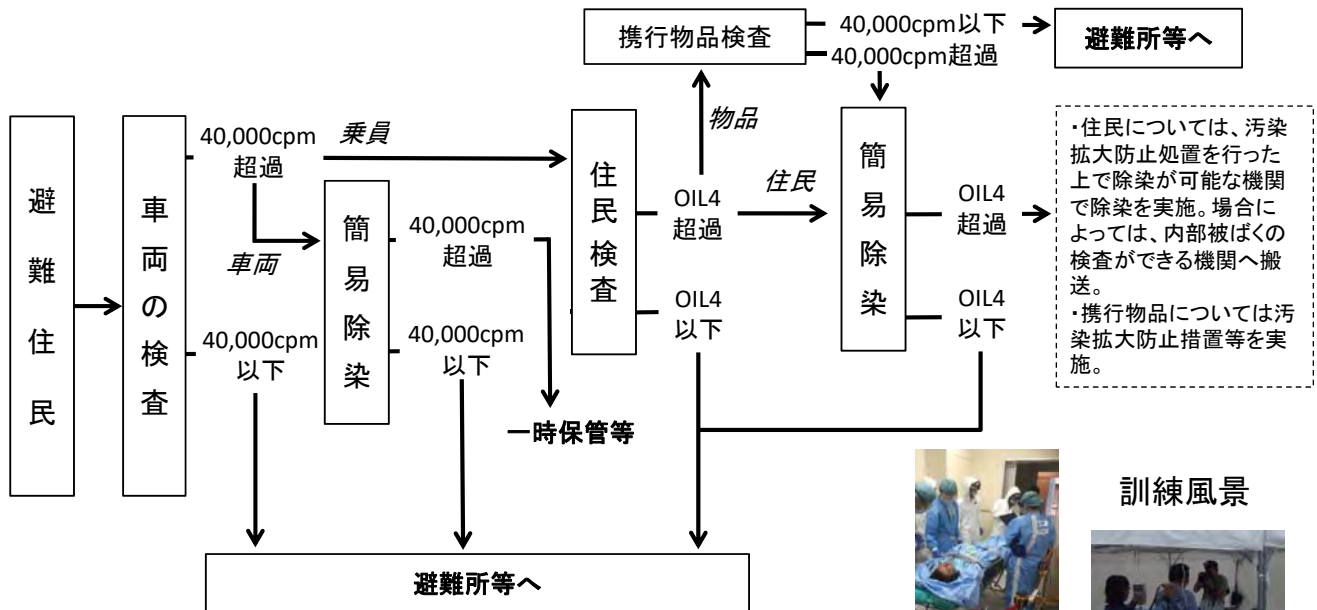 携行物品検査
40,000cpm以下
40,000cpm超過
避難所等へ
避難住民
車両の検査
40,000cpm
超過
乗員
車両
40,000cpm
以下
簡易除染
40,000cpm
超過
40,000cpm
以下
一時保管等
住民検査
物品
OIL4
超過
住民
OIL4
以下
簡易除染
OIL4
超過
OIL4
以下
・住民については、汚染
拡大防止処置を行った
上で除染が可能な機関
で除染を実施。場合に
よっては、内部被ばくの
検査ができる機関へ搬
送。
・携行物品については汚
染拡大防止措置等を実
施。
訓練風景
避難所等へ